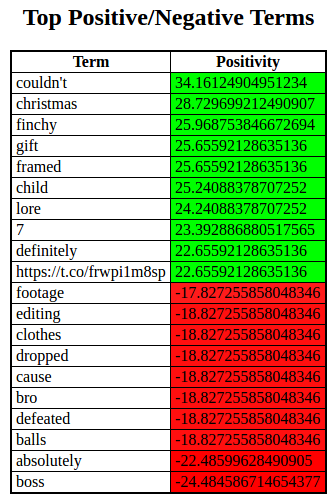 Top Positive/Negative Terms
Term Positivity
couldn't 34.16124904951234
christmas 28.729699212490907
finchy 25.968753846672694
gift 25.65592128635136
framed 25.65592128635136
child 25.24088378707252
lore 24.24088378707252
7 23.392886880517565
definitely 22.65592128635136
https://t.co/frwpi1m8sp 22.65592128635136
footage -17.827255858048346
editing -18.827255858048346
clothes -18.827255858048346
dropped -18.827255858048346
cause -18.827255858048346
bro -18.827255858048346
defeated -18.827255858048346
balls -18.827255858048346
absolutely -22.48599628490905
boss -24.484586714654377